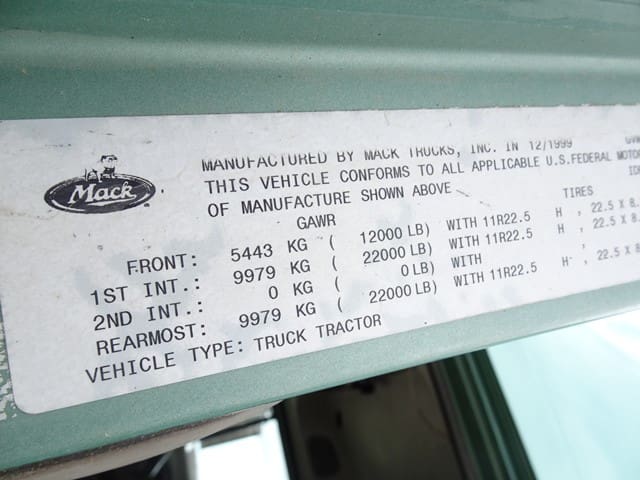 Mack
MANUFACTURED BY MACK TRUCKS, INC. IN 12/1999
THIS VEHICLE CONFORMS TO ALL APPLICABLE U.S.FEDERAL MOTOR
OF MANUFACTURE SHOWN ABOVE
GAWR TIRES
FRONT: 5443 KG ( 12000 LB) WITH 11R22.5 H , 22.5 X 8.
1ST INT.: 9979 KG ( 22000 LB) WITH 11R22.5 H , 22.5 X 8.
2ND INT.: 0 KG ( 0 LB) WITH ,
REARMOST: 9979 KG ( 22000 LB) WITH 11R22.5 H , 22.5 X 8
VEHICLE TYPE: TRUCK TRACTOR